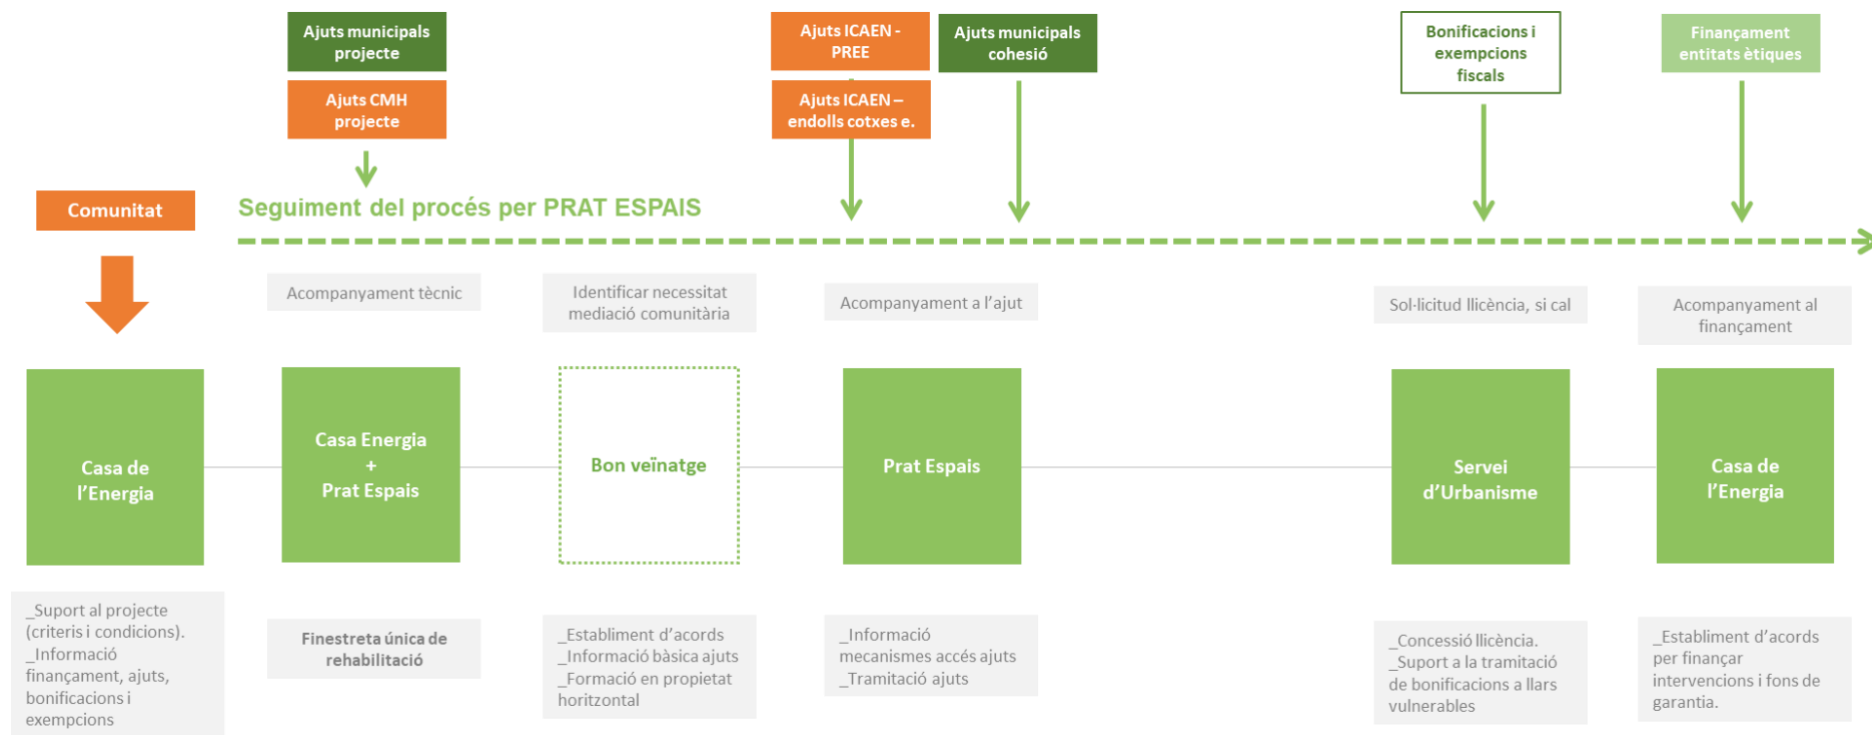 Ajuts municipals
projecte
Ajuts CMH
projecte
Ajuts ICAEN -
PREE
Ajuts ICAEN –
endolls cotxes e.
Ajuts municipals
cohesió
Bonificacions i
exempcions
fiscals
Finançament
entitats ètiques
Comunitat
Seguiment del procés per PRAT ESPAIS
Acompanyament tècnic
Identificar necessitat
mediació comunitària
Acompanyament a l’ajut
Sol·licitud llicència, si cal
Acompanyament al
finançament
Casa de
l’Energia
Casa Energia
+
Prat Espais
Bon veïnatge
Prat Espais
Servei
d’Urbanisme
Casa de
l’Energia
_Suport al projecte
(criteris i condicions).
_Informació
finançament, ajuts,
bonificacions i
exempcions
Finestreta única de
rehabilitació
_Establiment d’acords
_Informació bàsica ajuts
_Formació en propietat
horitzontal
_Informació
mecanismes accés ajuts
_Tramitació ajuts
_Concessió llicència.
_Suport a la tramitació
de bonificacions a llars
vulnerables
_Establiment d’acords
per finançar
intervencions i fons de
garantia.